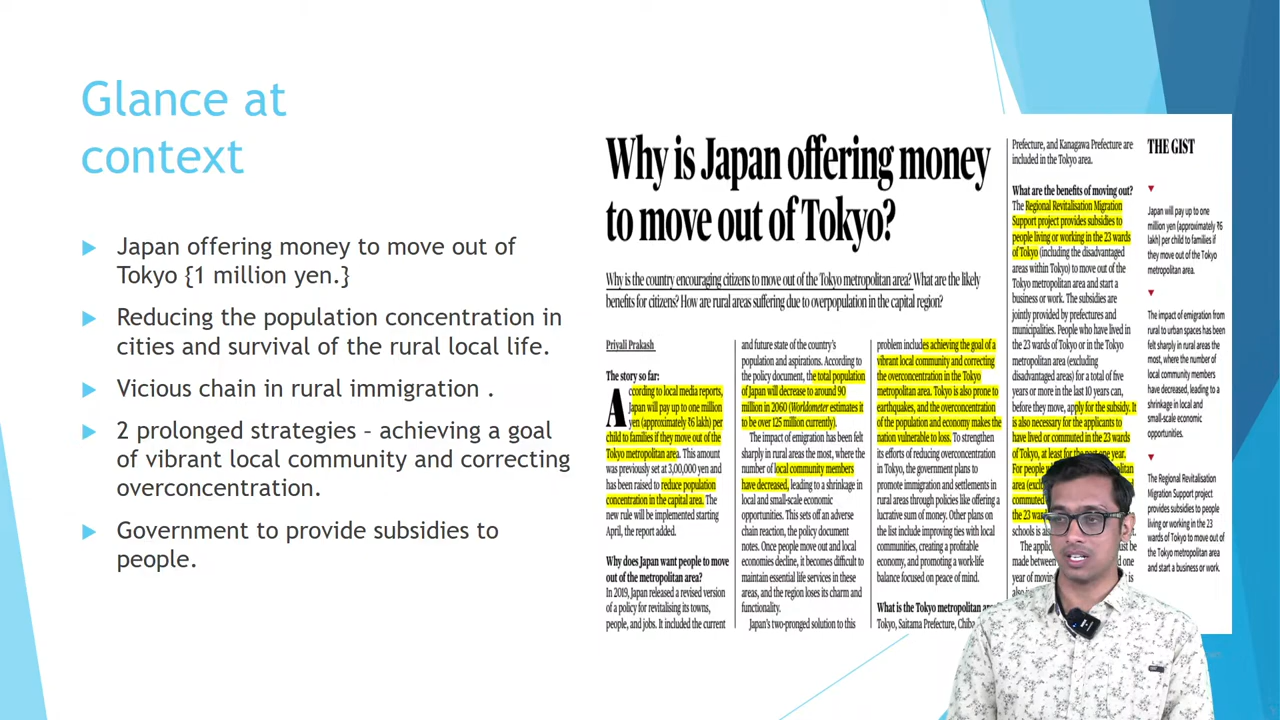 Glance at
context
Japan offering money to move out of
Tokyo {1 million yen.}
Reducing the population concentration in
cities and survival of the rural local life.
Vicious chain in rural immigration .
2 prolonged strategies – achieving a goal
of vibrant local community and correcting
overconcentration.
Government to provide subsidies to
people.
Why is Japan offering money
to move out of Tokyo?
Why is the country encouraging citizens to move out of the Tokyo metropolitan area? What are the likely
benefits for citizens? How are rural areas suffering due to overpopulation in the capital region?
Priyali Prakash
The story so far:
According to local media reports,
Japan will pay up to one million
yen (approximately ₹6 lakh) per
child to families if they move out of the
Tokyo metropolitan area. This amount
was previously set at 3,00,000 yen and
has been raised to reduce population
concentration in the capital area. The
new rule will be implemented starting
April, the report added.
Why does Japan want people to move
out of the metropolitan area?
In 2019, Japan released a revised version
of a policy for revitalising its towns,
people, and jobs. It included the current
and future state of the country's
population and aspirations. According to
the policy document, the total population
of Japan will decrease to around 90
million in 2060 (Worldometer estimates it
to be over 125 million currently).
The impact of emigration has been felt
sharply in rural areas the most, where the
number of local community members
have decreased, leading to a shrinkage in
local and small-scale economic
opportunities. This sets off an adverse
chain reaction, the policy document
notes. Once people move out and local
economies decline, it becomes difficult to
maintain essential life services in these
areas, and the region loses its charm and
functionality.
Japan's two-pronged solution to this
problem includes achieving the goal of a
vibrant local community and correcting
the overconcentration in the Tokyo
metropolitan area. Tokyo is also prone to
earthquakes, and the overconcentration
of population and economy makes the
nation vulnerable to loss. To strengthen
its efforts of reducing overconcentration
in Tokyo, the government plans to
promote immigration and settlements in
rural areas through policies like offering a
lucrative sum of money. Other plans on
the list include improving ties with local
communities, creating a profitable
economy, and promoting a work-life
balance focused on peace of mind.
What is the Tokyo metropolitan
Tokyo, Saitama Prefecture, Chiba
Prefecture, and Kanagawa Prefecture are
included in the Tokyo area.
What are the benefits of moving out?
The Regional Revitalisation Migration
Support project provides subsidies to
people living or working in the 23 wards
of Tokyo (including the disadvantaged
areas within Tokyo) to move out of the
Tokyo metropolitan area and start a
business or work. The subsidies are
jointly provided by prefectures and
municipalities. People who have lived in
the 23 wards of Tokyo or in the Tokyo
metropolitan area (excluding
disadvantaged areas) for a total of five
years or more in the last 10 years can,
before they move, apply for the subsidy. It
is also necessary for the applicants to
have lived or commuted in the 23 wards
of Tokyo, at least for the past one year.
For people
area
commuted
the 23
schools is
The be
made between one
year of is
THE GIST
Japan will pay up to one
million yen (approximately ₹6
lakh) per child to families if
they move out of the Tokyo
metropolitan area.
The impact of emigration from
rural to urban spaces has been
felt sharply in rural areas the
most, where the number of
local community members
have decreased, leading to a
shrinkage in local and
small-scale economic
opportunities.
The Regional Revitalisation
Migration Support project
provides subsidies to people
living or working in the 23
wards of Tokyo to move out of
the Tokyo metropolitan area
and start a business or work.